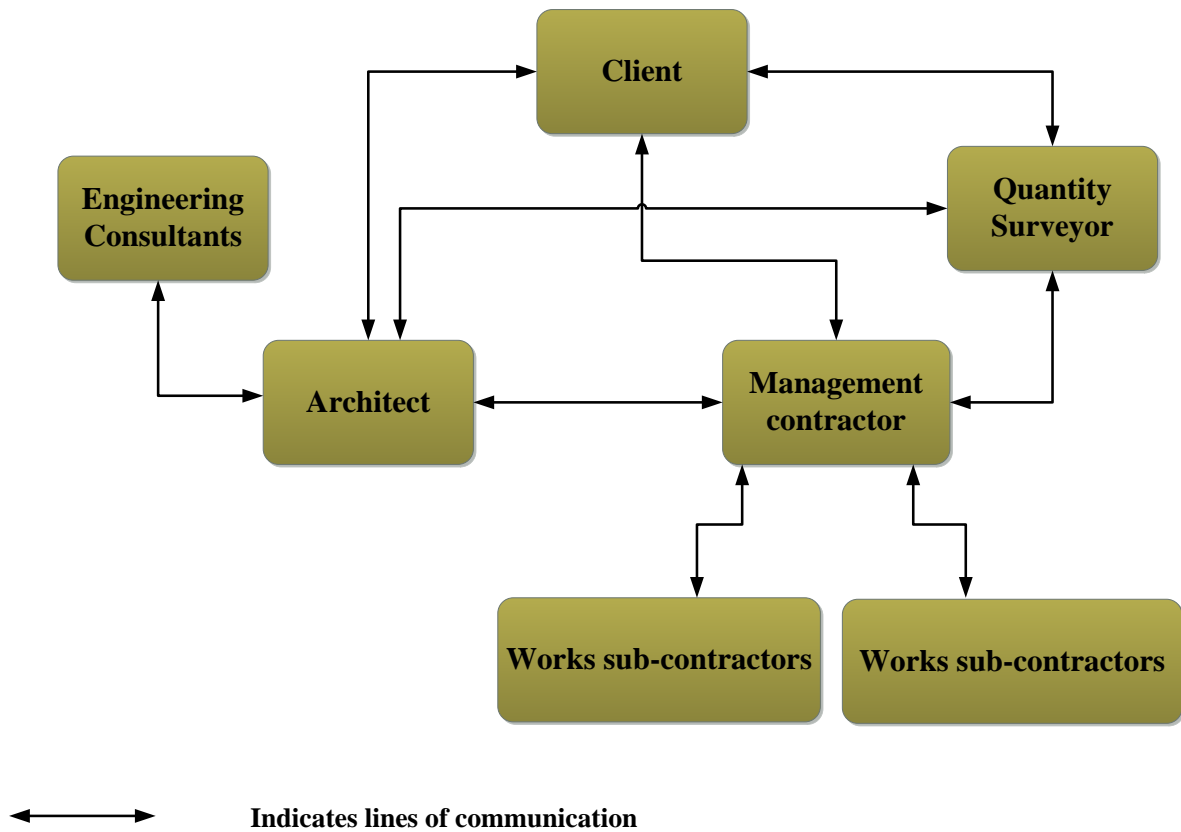 Client
Engineering
Consultants
Quantity
Surveyor
Architect
Management
contractor
Works sub-contractors
Works sub-contractors
Indicates lines of communication